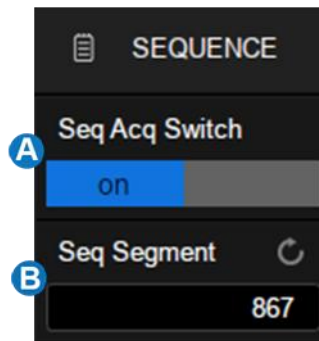 SEQUENCE
Seq Acq Switch
A
on
Seq Segment
B
867